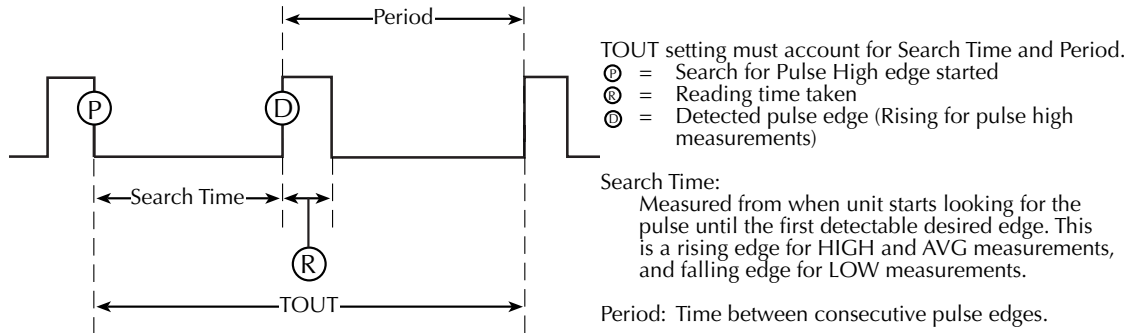 Period
P
D
Search Time
R
TOUT
TOUT setting must account for Search Time and Period.
P = Search for Pulse High edge started
R = Reading time taken
D = Detected pulse edge (Rising for pulse high
measurements)
Search Time:
Measured from when unit starts looking for the
pulse until the first detectable desired edge. This
is a rising edge for HIGH and AVG measurements,
and falling edge for LOW measurements.
Period: Time between consecutive pulse edges.